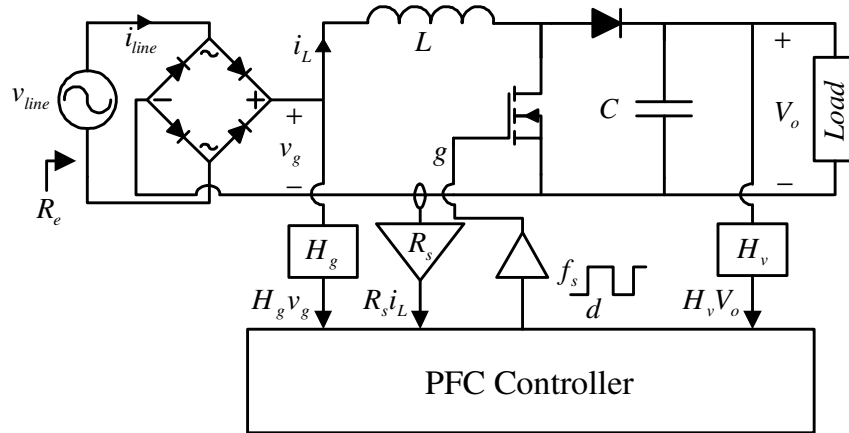 i_line
i_L
L
v_line
~
−
+
~
+
v_g
−
R_e
g
C
+
V_o
−
Load
H_g
R_s
H_v
f_s
d
H_g v_g
R_s i_L
H_v V_o
PFC Controller